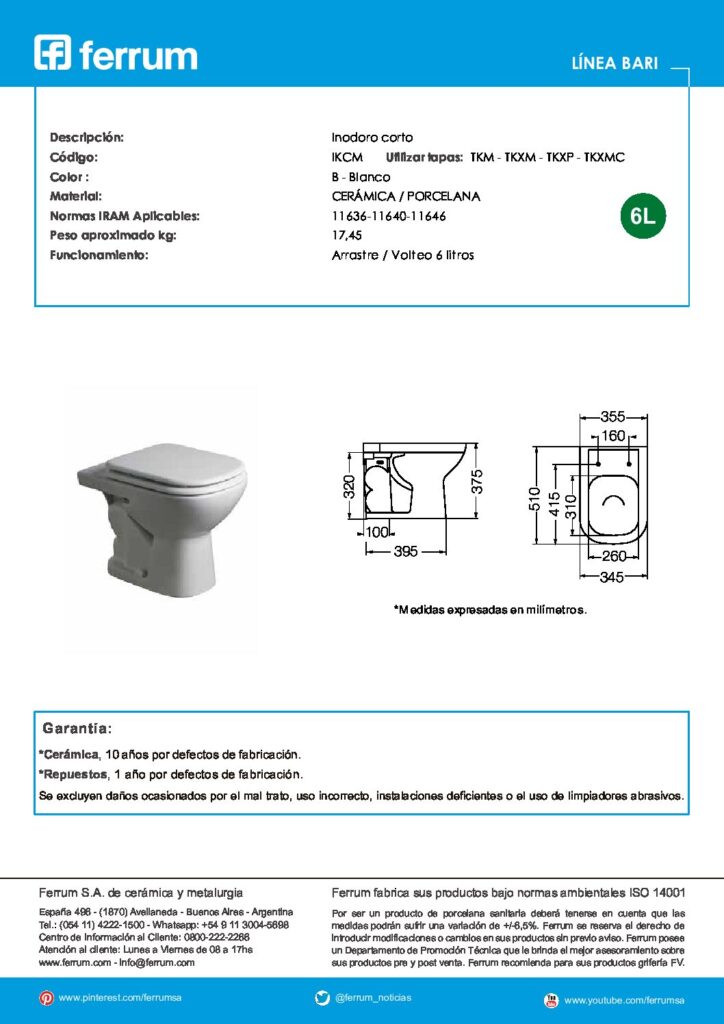 ferrum
LÍNEA BARI
Descripción: Inodoro corto
Código: IKCM Utilizar tapas: TKM - TKXM - TKXP - TKXMC
Color : B - Blanco
Material: CERÁMICA / PORCELANA
Normas IRAM Aplicables: 11636-11640-11646
Peso aproximado kg: 17,45
Funcionamiento: Arrastre / Volteo 6 litros
6L
355
160
320
375
100
395
510
415
310
260
345
*Medidas expresadas en milímetros.
Garantía:
*Cerámica, 10 años por defectos de fabricación.
*Repuestos, 1 año por defectos de fabricación.
Se excluyen daños ocasionados por el mal trato, uso incorrecto, instalaciones deficientes o el uso de limpiadores abrasivos.
Ferrum S.A. de cerámica y metalurgia
España 496 - (1870) Avellaneda - Buenos Aires - Argentina
Tel.: (054 11) 4222-1500 - Whatsapp: +54 9 11 3004-5698
Centro de Información al Cliente: 0800-222-2266
Atención al cliente: Lunes a Viernes de 08 a 17hs
www.ferrum.com - info@ferrum.com
Ferrum fabrica sus productos bajo normas ambientales ISO 14001
Por ser un producto de porcelana sanitaria deberá tenerse en cuenta que las
medidas podrán sufrir una variación de +/-6,5%. Ferrum se reserva el derecho de
introducir modificaciones o cambios en sus productos sin previo aviso. Ferrum posee
un Departamento de Promoción Técnica que le brinda el mejor asesoramiento sobre
sus productos pre y post venta. Ferrum recomienda para sus productos grifería FV.
www.pinterest.com/ferrumsa
@ferrum_noticias
You Tube
www.youtube.com/ferrumsa